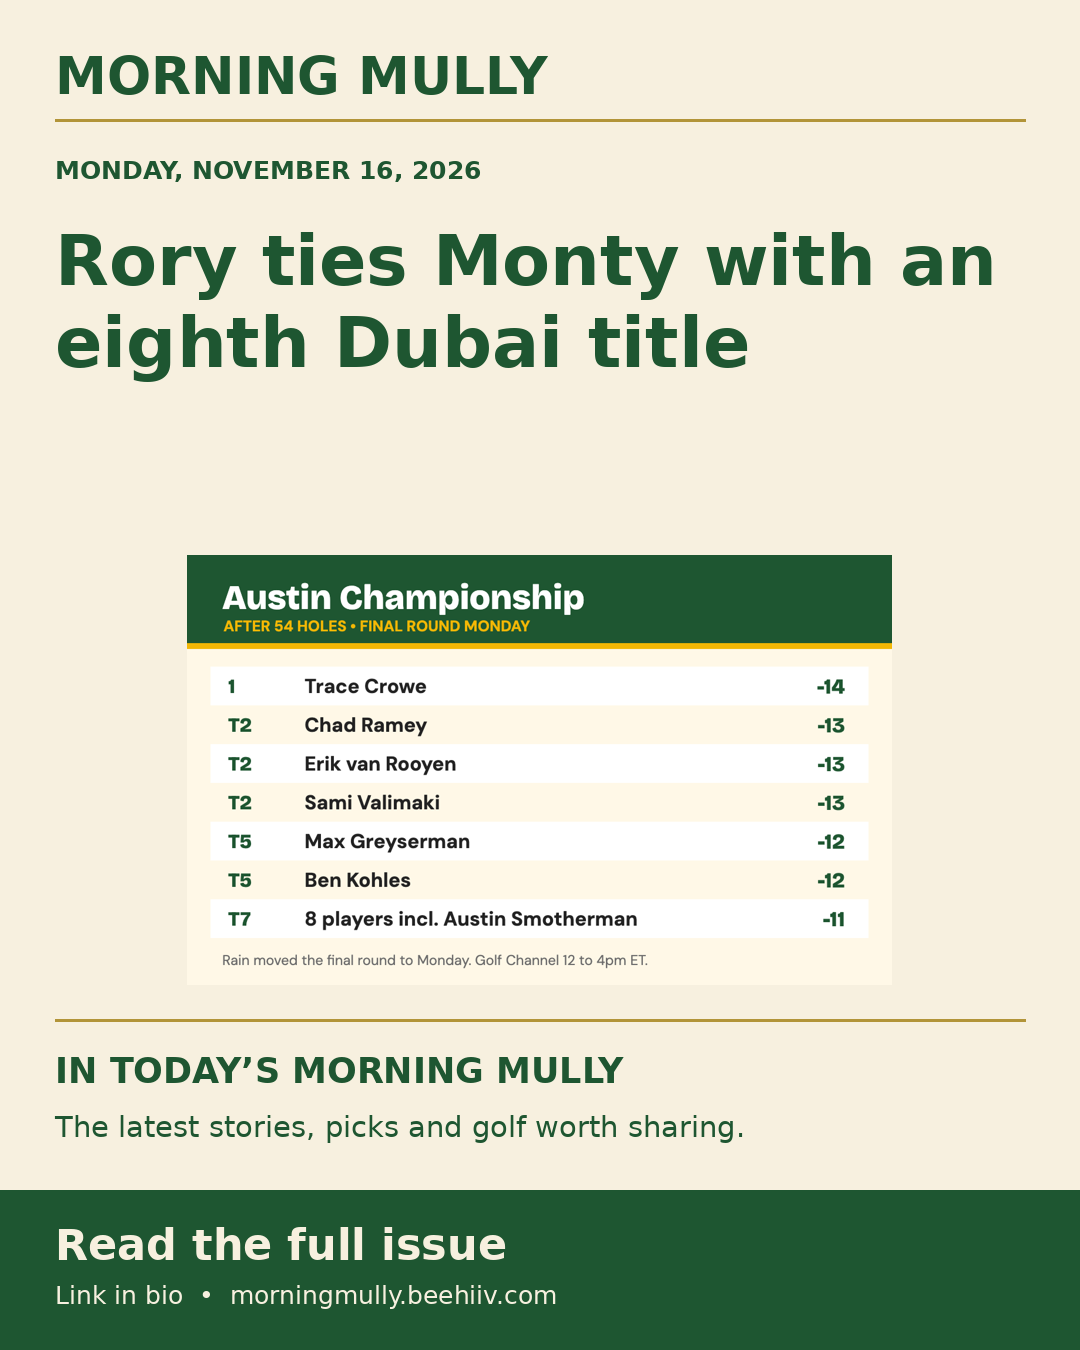 MORNING MULLY
MONDAY, NOVEMBER 16, 2026
Rory ties Monty with an
eighth Dubai title
Austin Championship
AFTER 54 HOLES • FINAL ROUND MONDAY
1 Trace Crowe -14
T2 Chad Ramey -13
T2 Erik van Rooyen -13
T2 Sami Valimaki -13
T5 Max Greyserman -12
T5 Ben Kohles -12
T7 8 players incl. Austin Smotherman -11
Rain moved the final round to Monday. Golf Channel 12 to 4pm ET.
IN TODAY’S MORNING MULLY
The latest stories, picks and golf worth sharing.
Read the full issue
Link in bio • morningmully.beehiiv.com